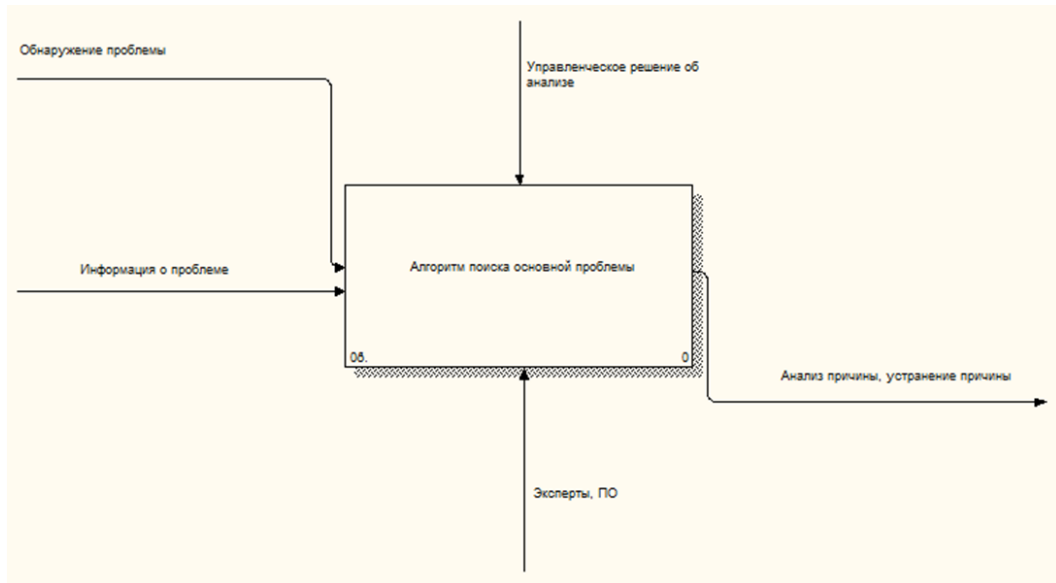 Обнаружение проблемы
Управленческое решение об
анализе
Информация о проблеме
Алгоритм поиска основной проблемы
0б.
0
Анализ причины, устранение причины
Эксперты, ПО